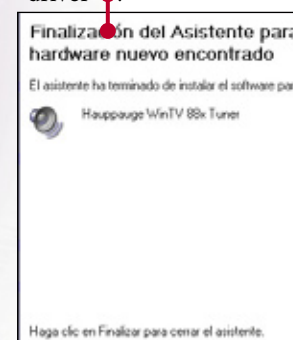 Finalización del Asistente para
hardware nuevo encontrado
El asistente ha terminado de instalar el software par
Hauppauge WinTV 88x Tuner
Haga clic en Finalizar para cerrar el asistente.